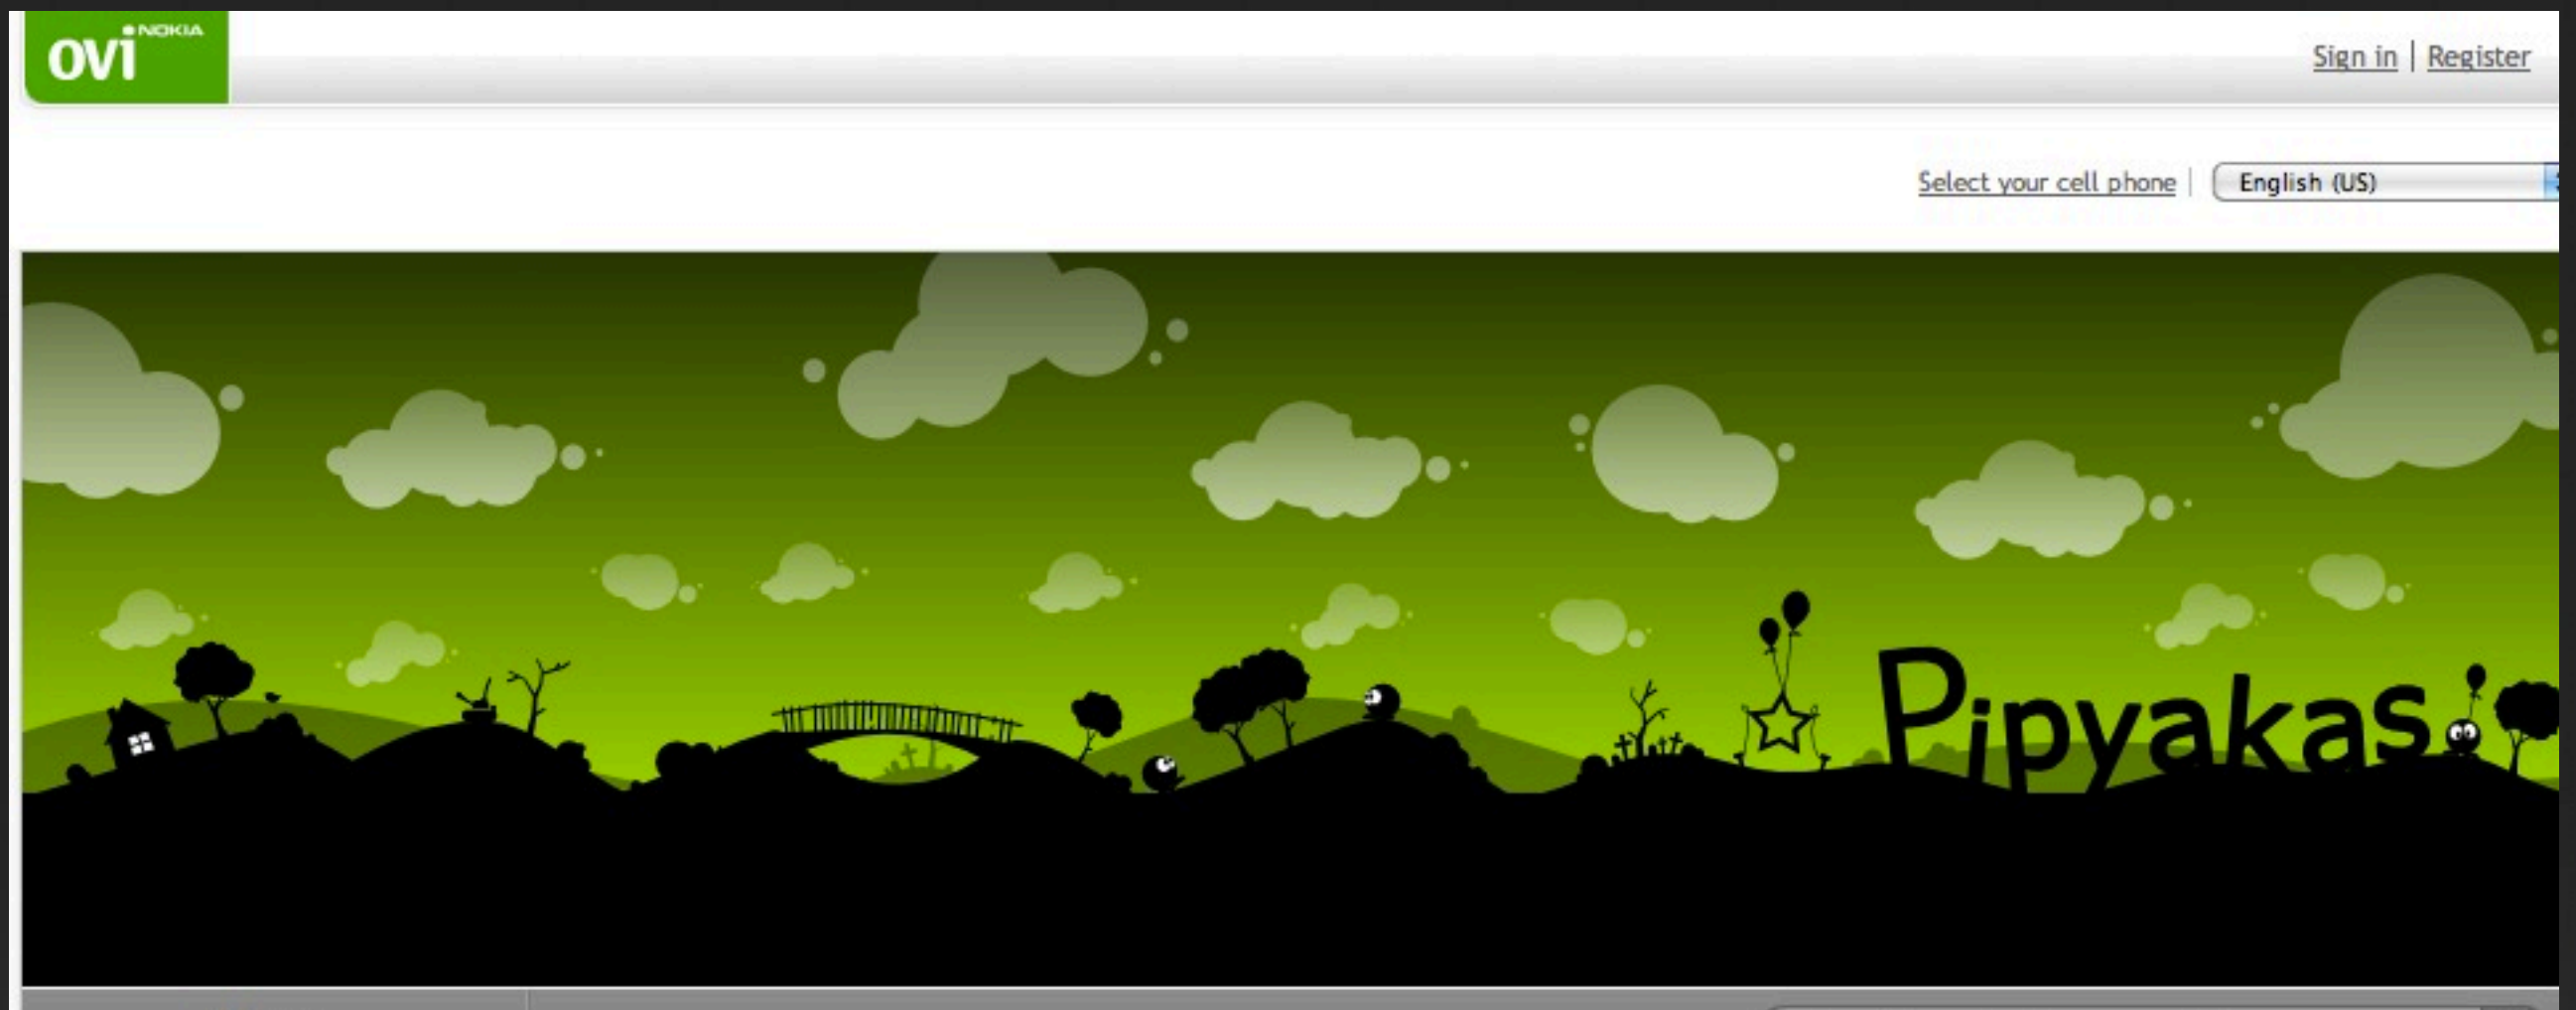 ovi NOKIA
Sign in | Register
Select your cell phone | English (US)
Pipyakas